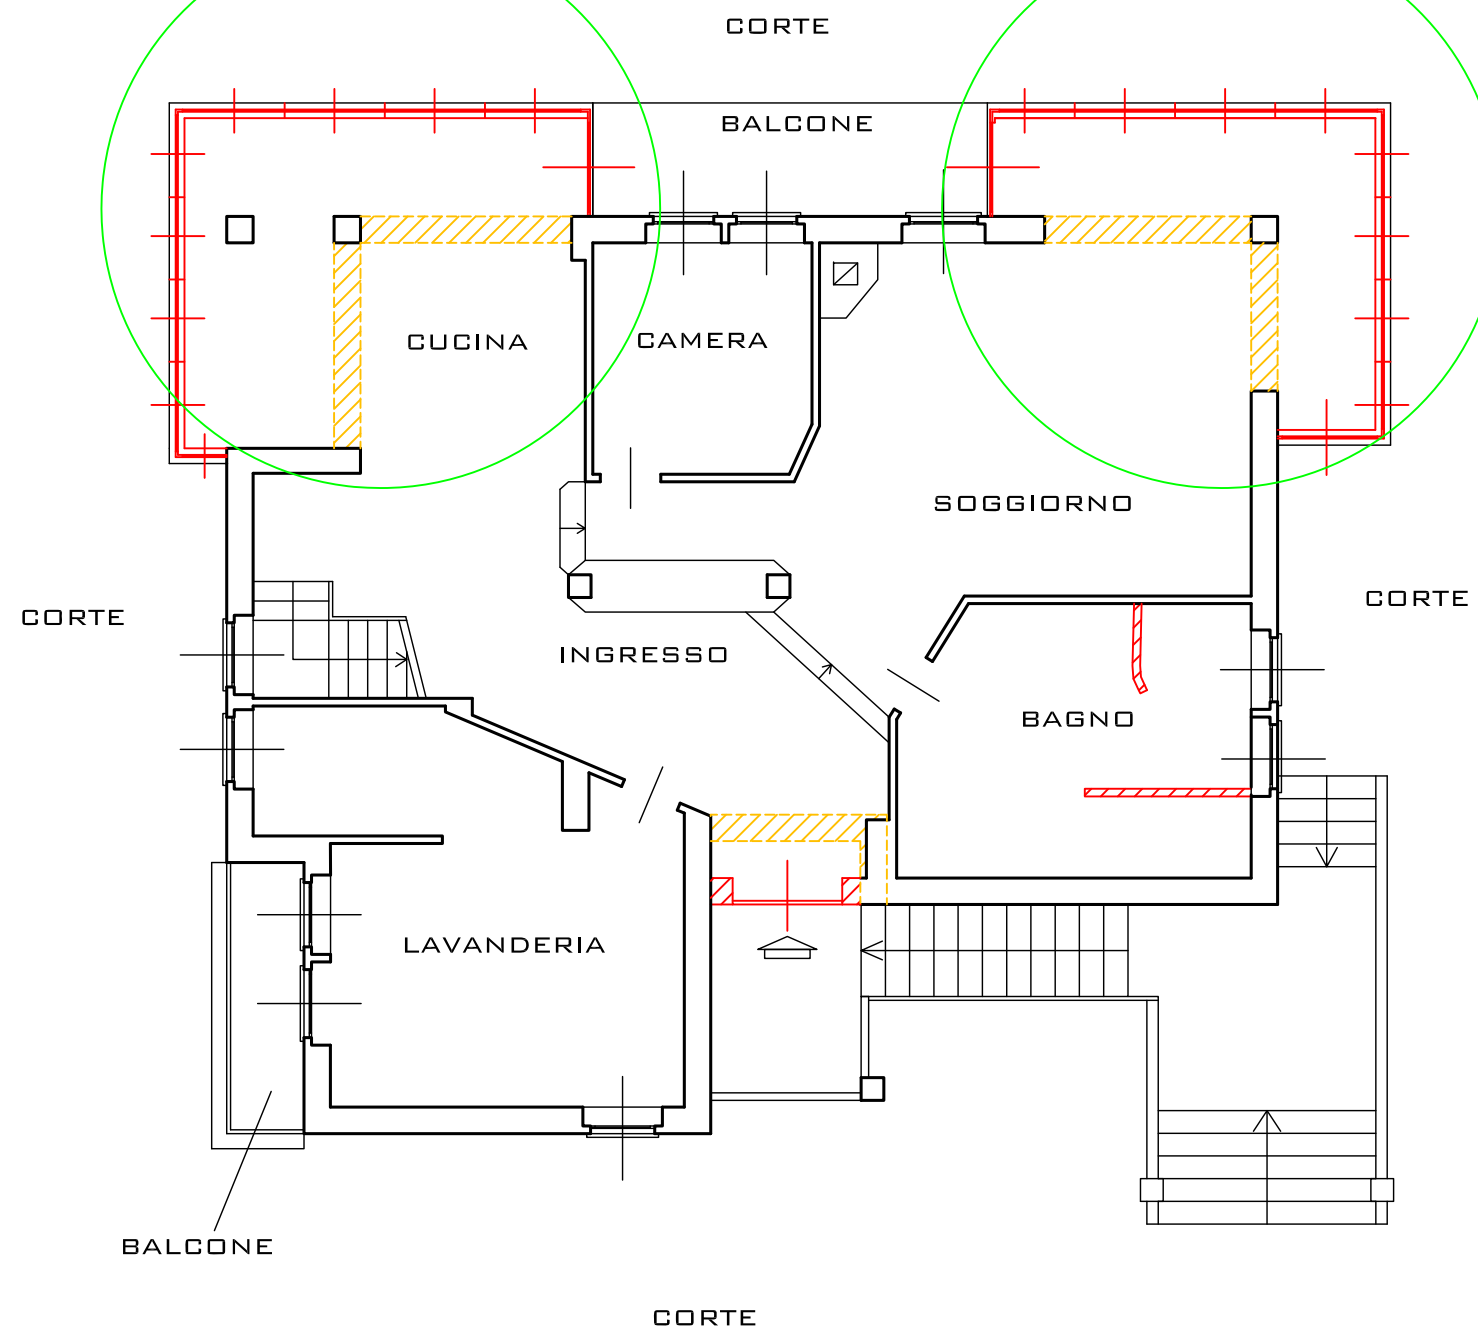 CORTE
BALCONE
CUCINA
CAMERA
SOGGIORNO
CORTE
CORTE
INGRESSO
BAGNO
LAVANDERIA
BALCONE
CORTE